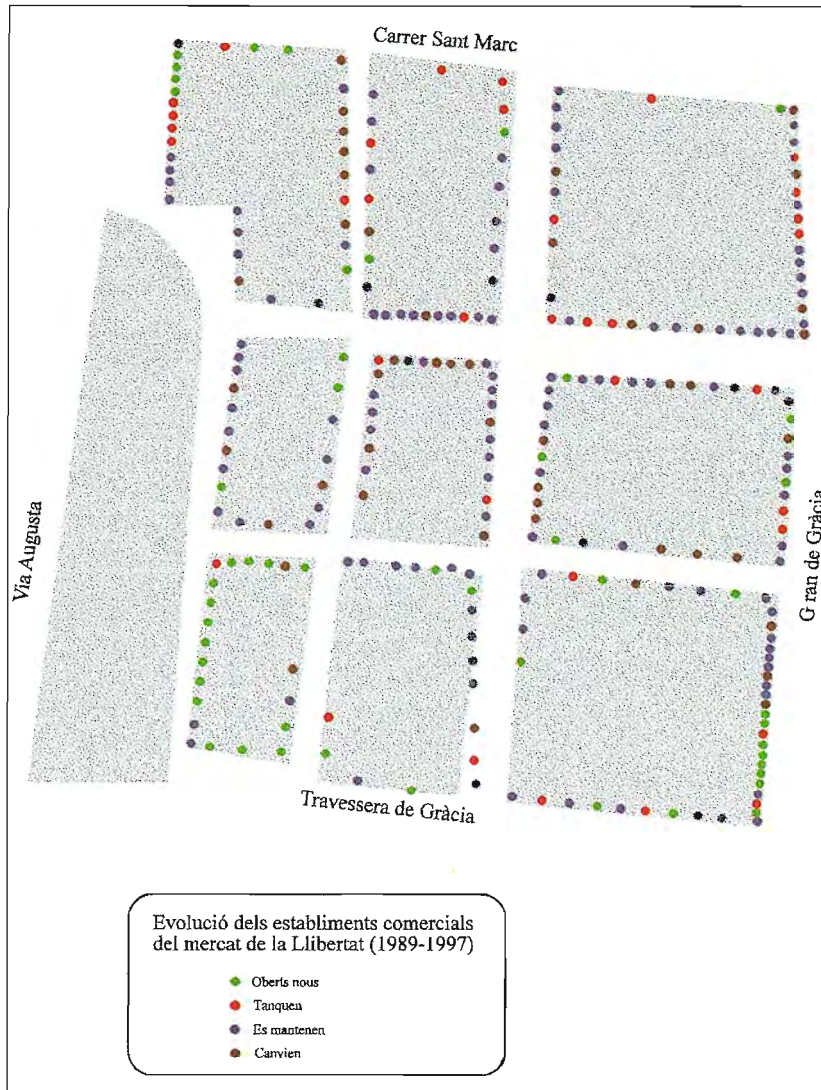 Carrer Sant Marc
Via Augusta
G ran de Gràcia
Travessera de Gràcia
Evolució dels establiments comercials
del mercat de la Llibertat (1989-1997)
Oberts nous
Tanquen
Es mantenen
Canvien